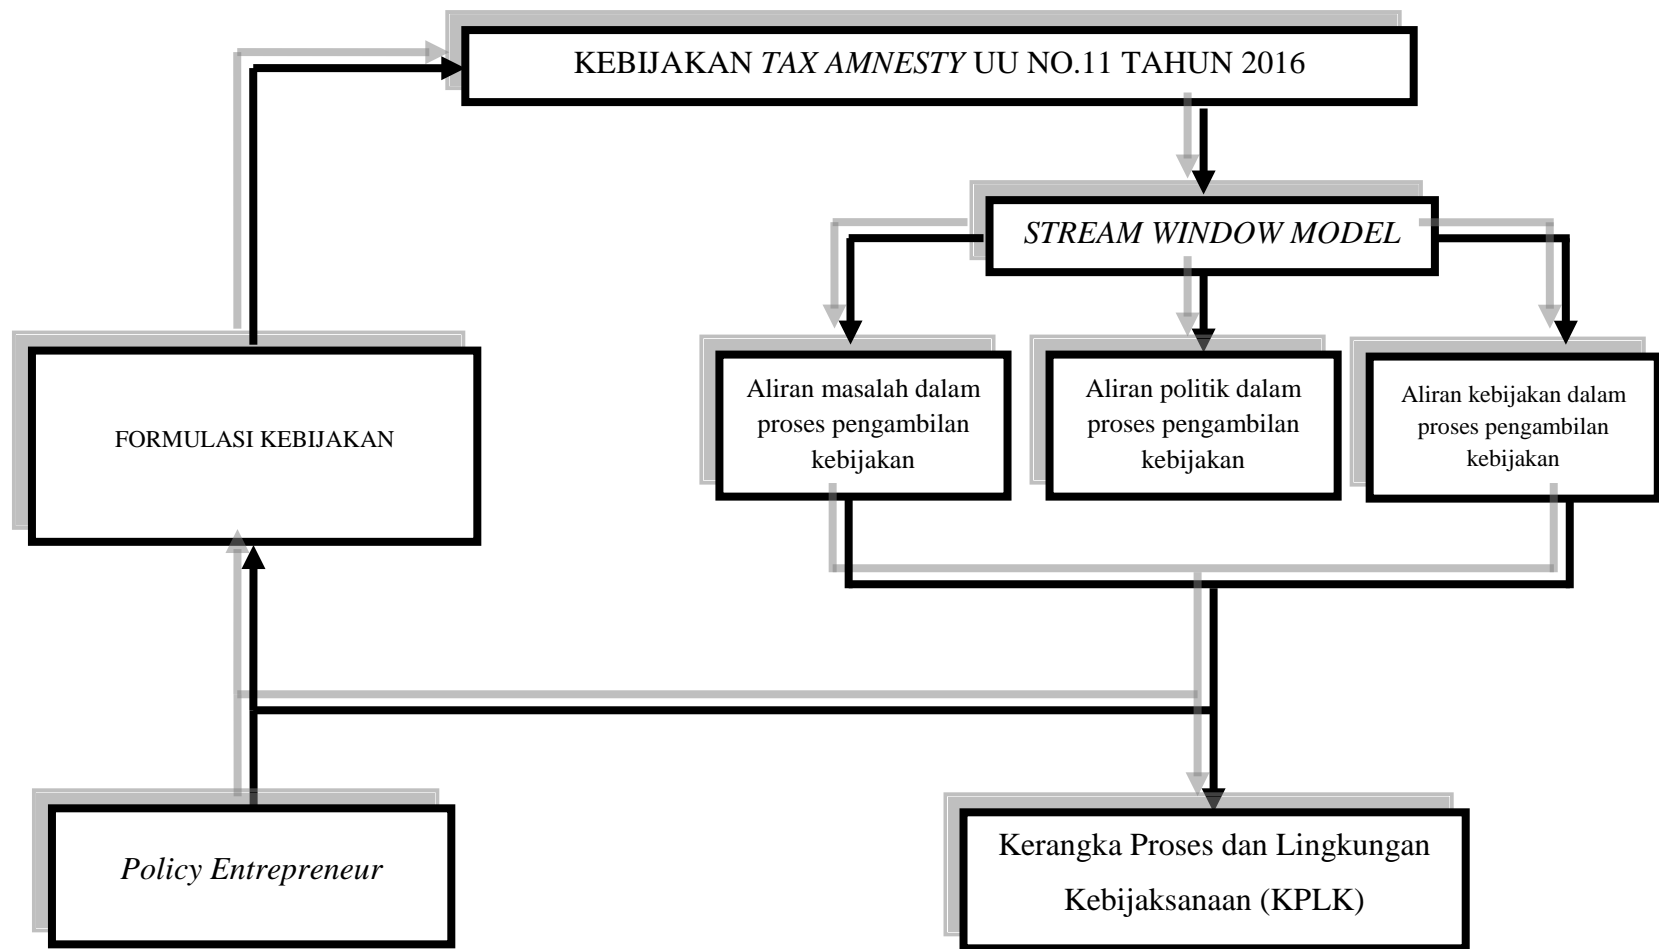 KEBIJAKAN TAX AMNESTY UU NO.11 TAHUN 2016
STREAM WINDOW MODEL
FORMULASI KEBIJAKAN
Aliran masalah dalam
proses pengambilan
kebijakan
Aliran politik dalam
proses pengambilan
kebijakan
Aliran kebijakan dalam
proses pengambilan
kebijakan
Policy Entrepreneur
Kerangka Proses dan Lingkungan
Kebijaksanaan (KPLK)